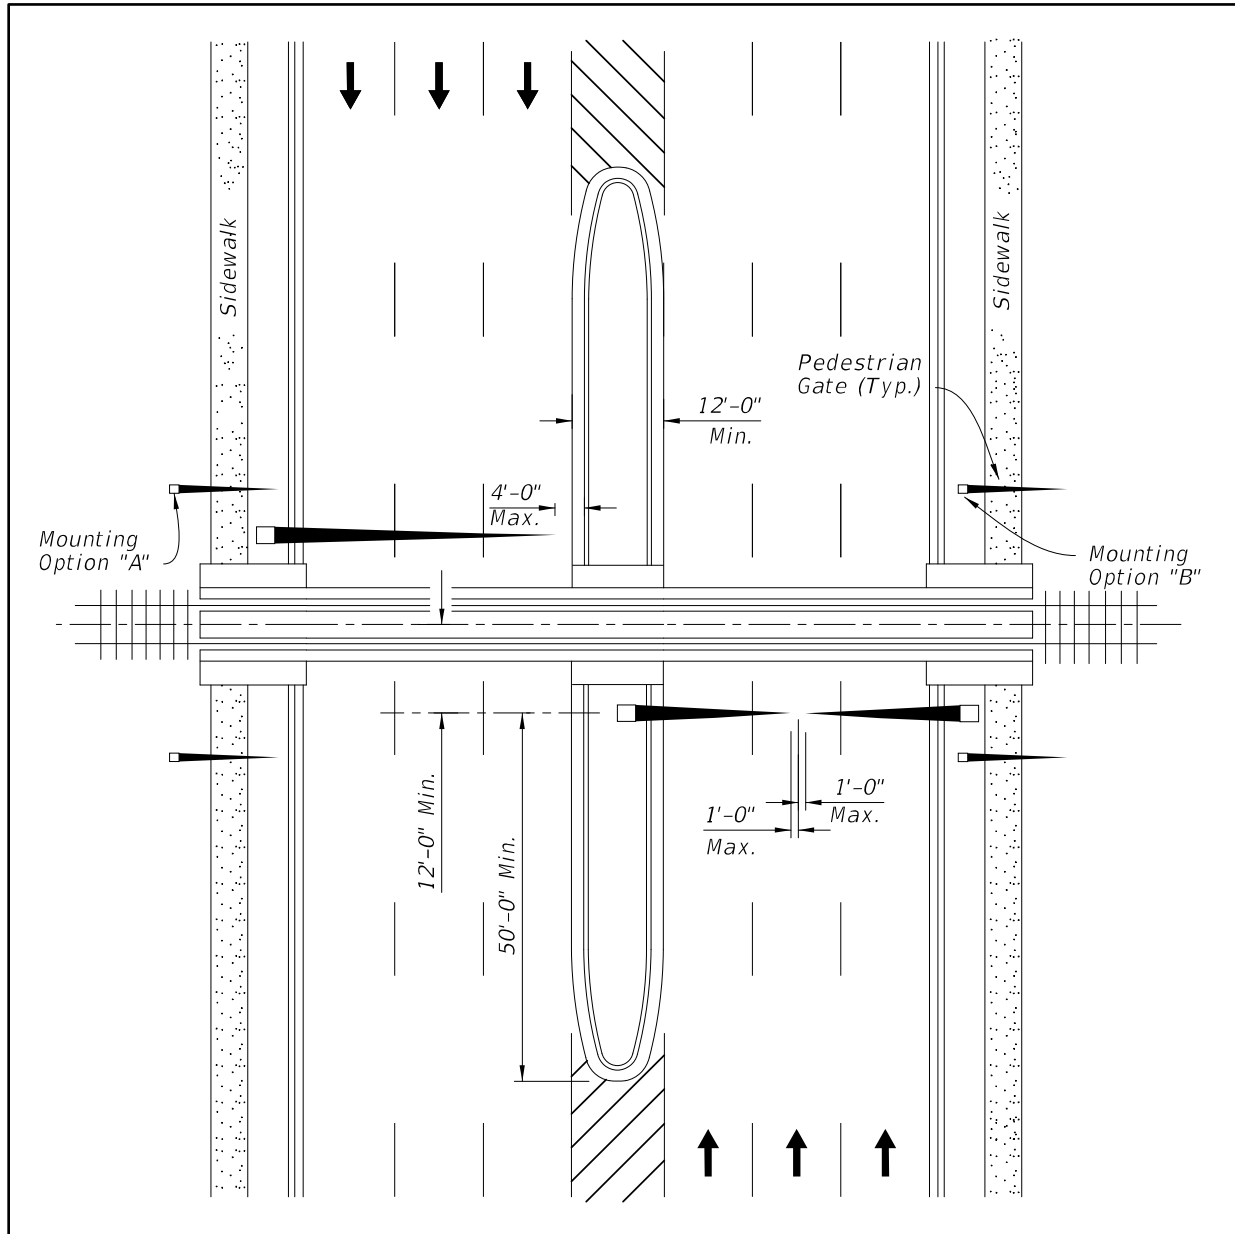 Sidewalk
Sidewalk
Pedestrian
Gate (Typ.)
12'-0"
Min.
4'-0"
Max.
Mounting
Option "A"
Mounting
Option "B"
12'-0" Min.
50'-0" Min.
1'-0"
Max.
1'-0"
Max.